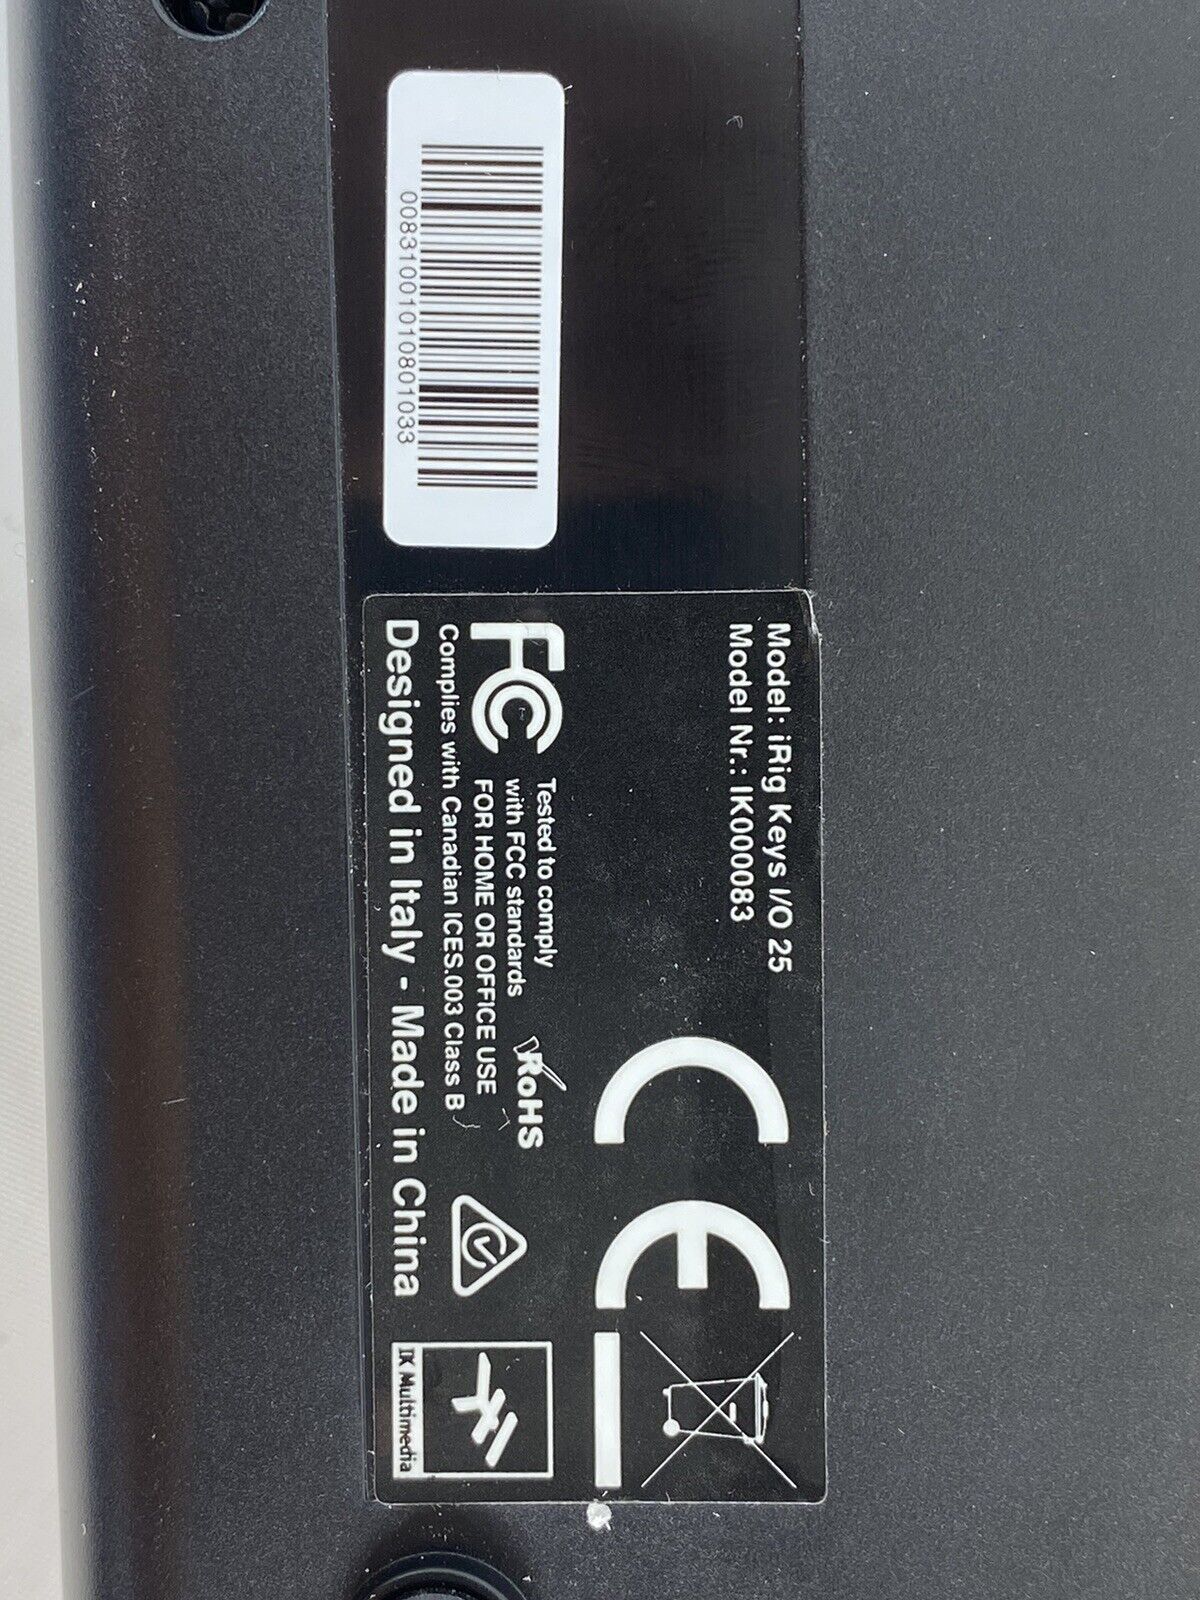 00831001010801033
Model: iRig Keys I/O 25
Model Nr.: IK000083
CE
FC
Tested to comply
with FCC standards
FOR HOME OR OFFICE USE
RoHS
Complies with Canadian ICES.003 Class B
Designed in Italy - Made in China
IK Multimedia